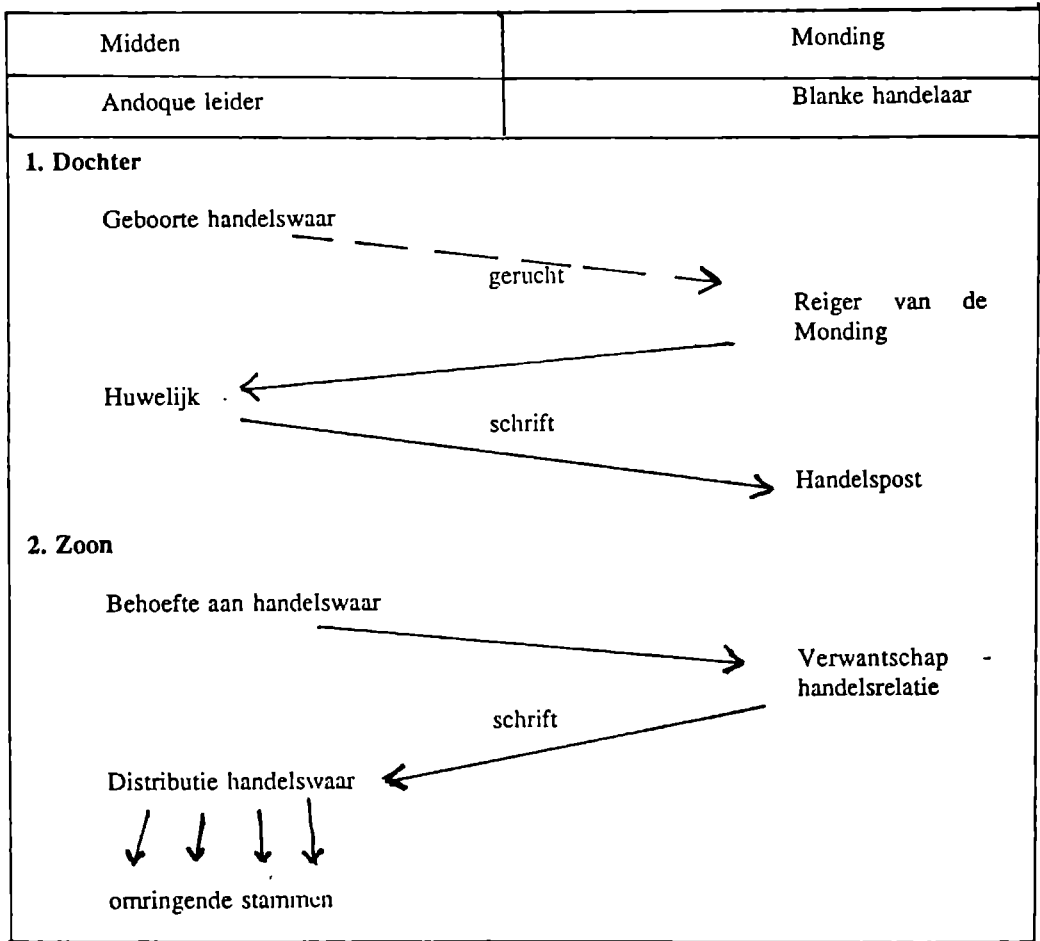 Midden
Monding
Andoque leider
Blanke handelaar
1. Dochter
Geboorte handelswaar
gerucht
Reiger van de
Monding
Huwelijk
schrift
Handelspost
2. Zoon
Behoefte aan handelswaar
Verwantschap -
handelsrelatie
schrift
Distributie handelswaar
omringende stammen